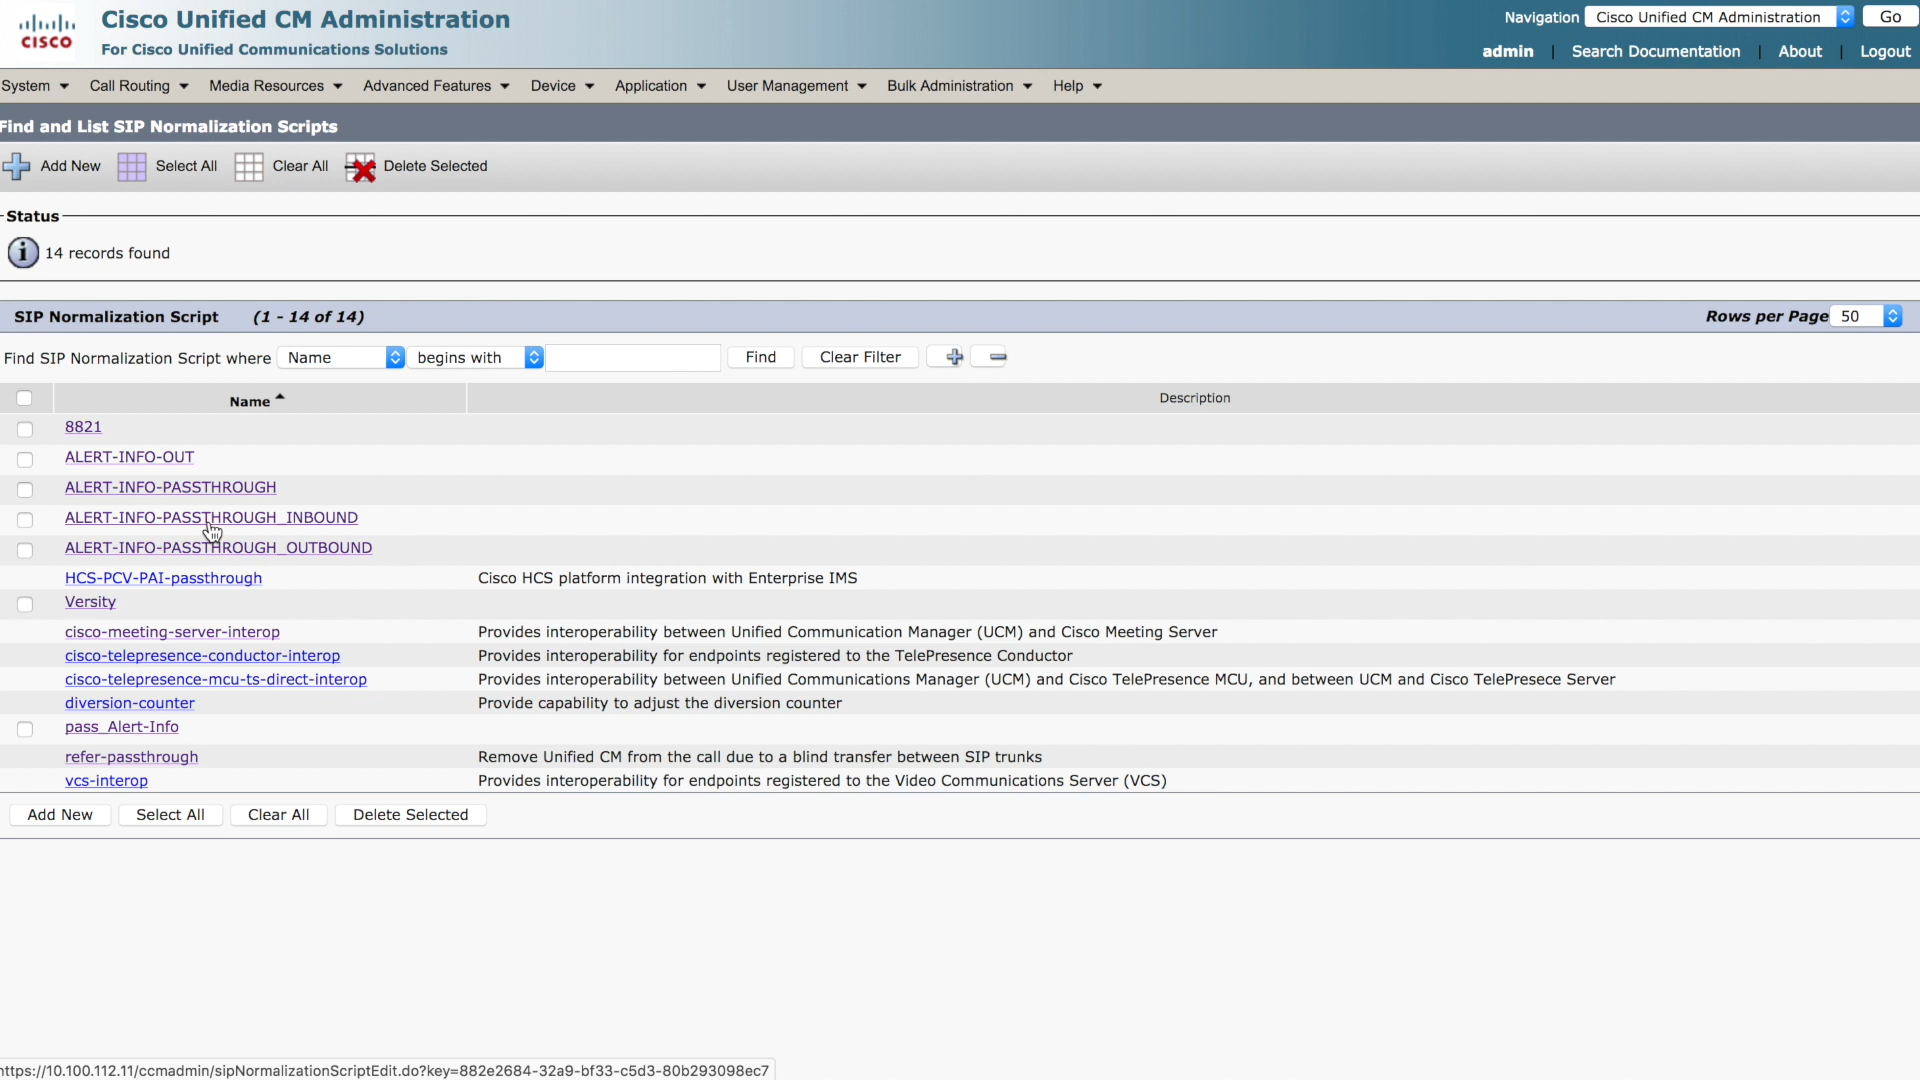 CISCO
Cisco Unified CM Administration
For Cisco Unified Communications Solutions
Navigation Cisco Unified CM Administration Go
admin | Search Documentation | About | Logout
System Call Routing Media Resources Advanced Features Device Application User Management Bulk Administration Help
Find and List SIP Normalization Scripts
Add New Select All Clear All Delete Selected
Status
14 records found
SIP Normalization Script (1 - 14 of 14) Rows per Page 50
Find SIP Normalization Script where Name begins with Find Clear Filter
Name Description
8821
ALERT-INFO-OUT
ALERT-INFO-PASSTHROUGH
ALERT-INFO-PASSTHROUGH_INBOUND
ALERT-INFO-PASSTHROUGH_OUTBOUND
HCS-PCV-PAI-passthrough Cisco HCS platform integration with Enterprise IMS
Versity
cisco-meeting-server-interop Provides interoperability between Unified Communication Manager (UCM) and Cisco Meeting Server
cisco-telepresence-conductor-interop Provides interoperability for endpoints registered to the TelePresence Conductor
cisco-telepresence-mcu-ts-direct-interop Provides interoperability between Unified Communications Manager (UCM) and Cisco TelePresence MCU, and between UCM and Cisco TelePresece Server
diversion-counter Provide capability to adjust the diversion counter
pass_Alert-Info
refer-passthrough Remove Unified CM from the call due to a blind transfer between SIP trunks
vcs-interop Provides interoperability for endpoints registered to the Video Communications Server (VCS)
Add New Select All Clear All Delete Selected
https://10.100.112.11/ccmadmin/sipNormalizationScriptEdit.do?key=882e2684-32a9-bf33-c5d3-80b293098ec7